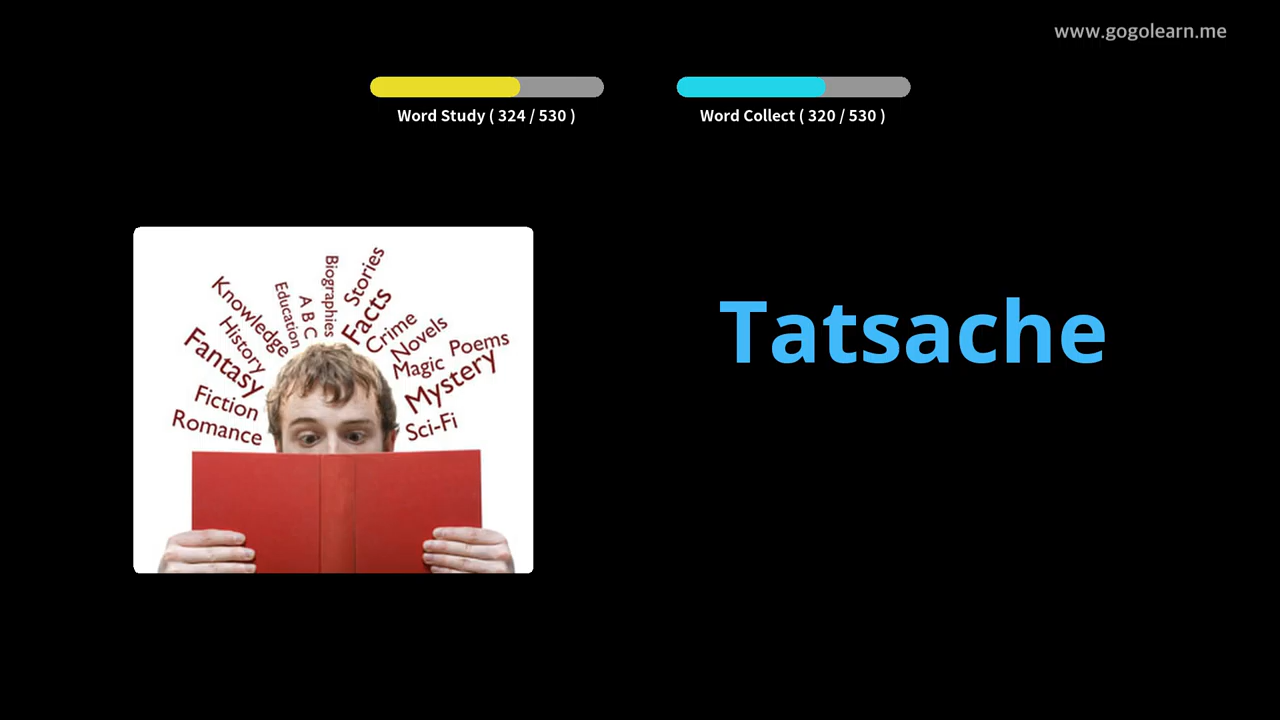 www.gogolearn.me
Word Study ( 324 / 530 )
Word Collect ( 320 / 530 )
Tatsache
Knowledge
Education
A B C
Biographies
Stories
Facts
Crime
Novels
Poems
Magic
Mystery
Sci-Fi
History
Fantasy
Fiction
Romance